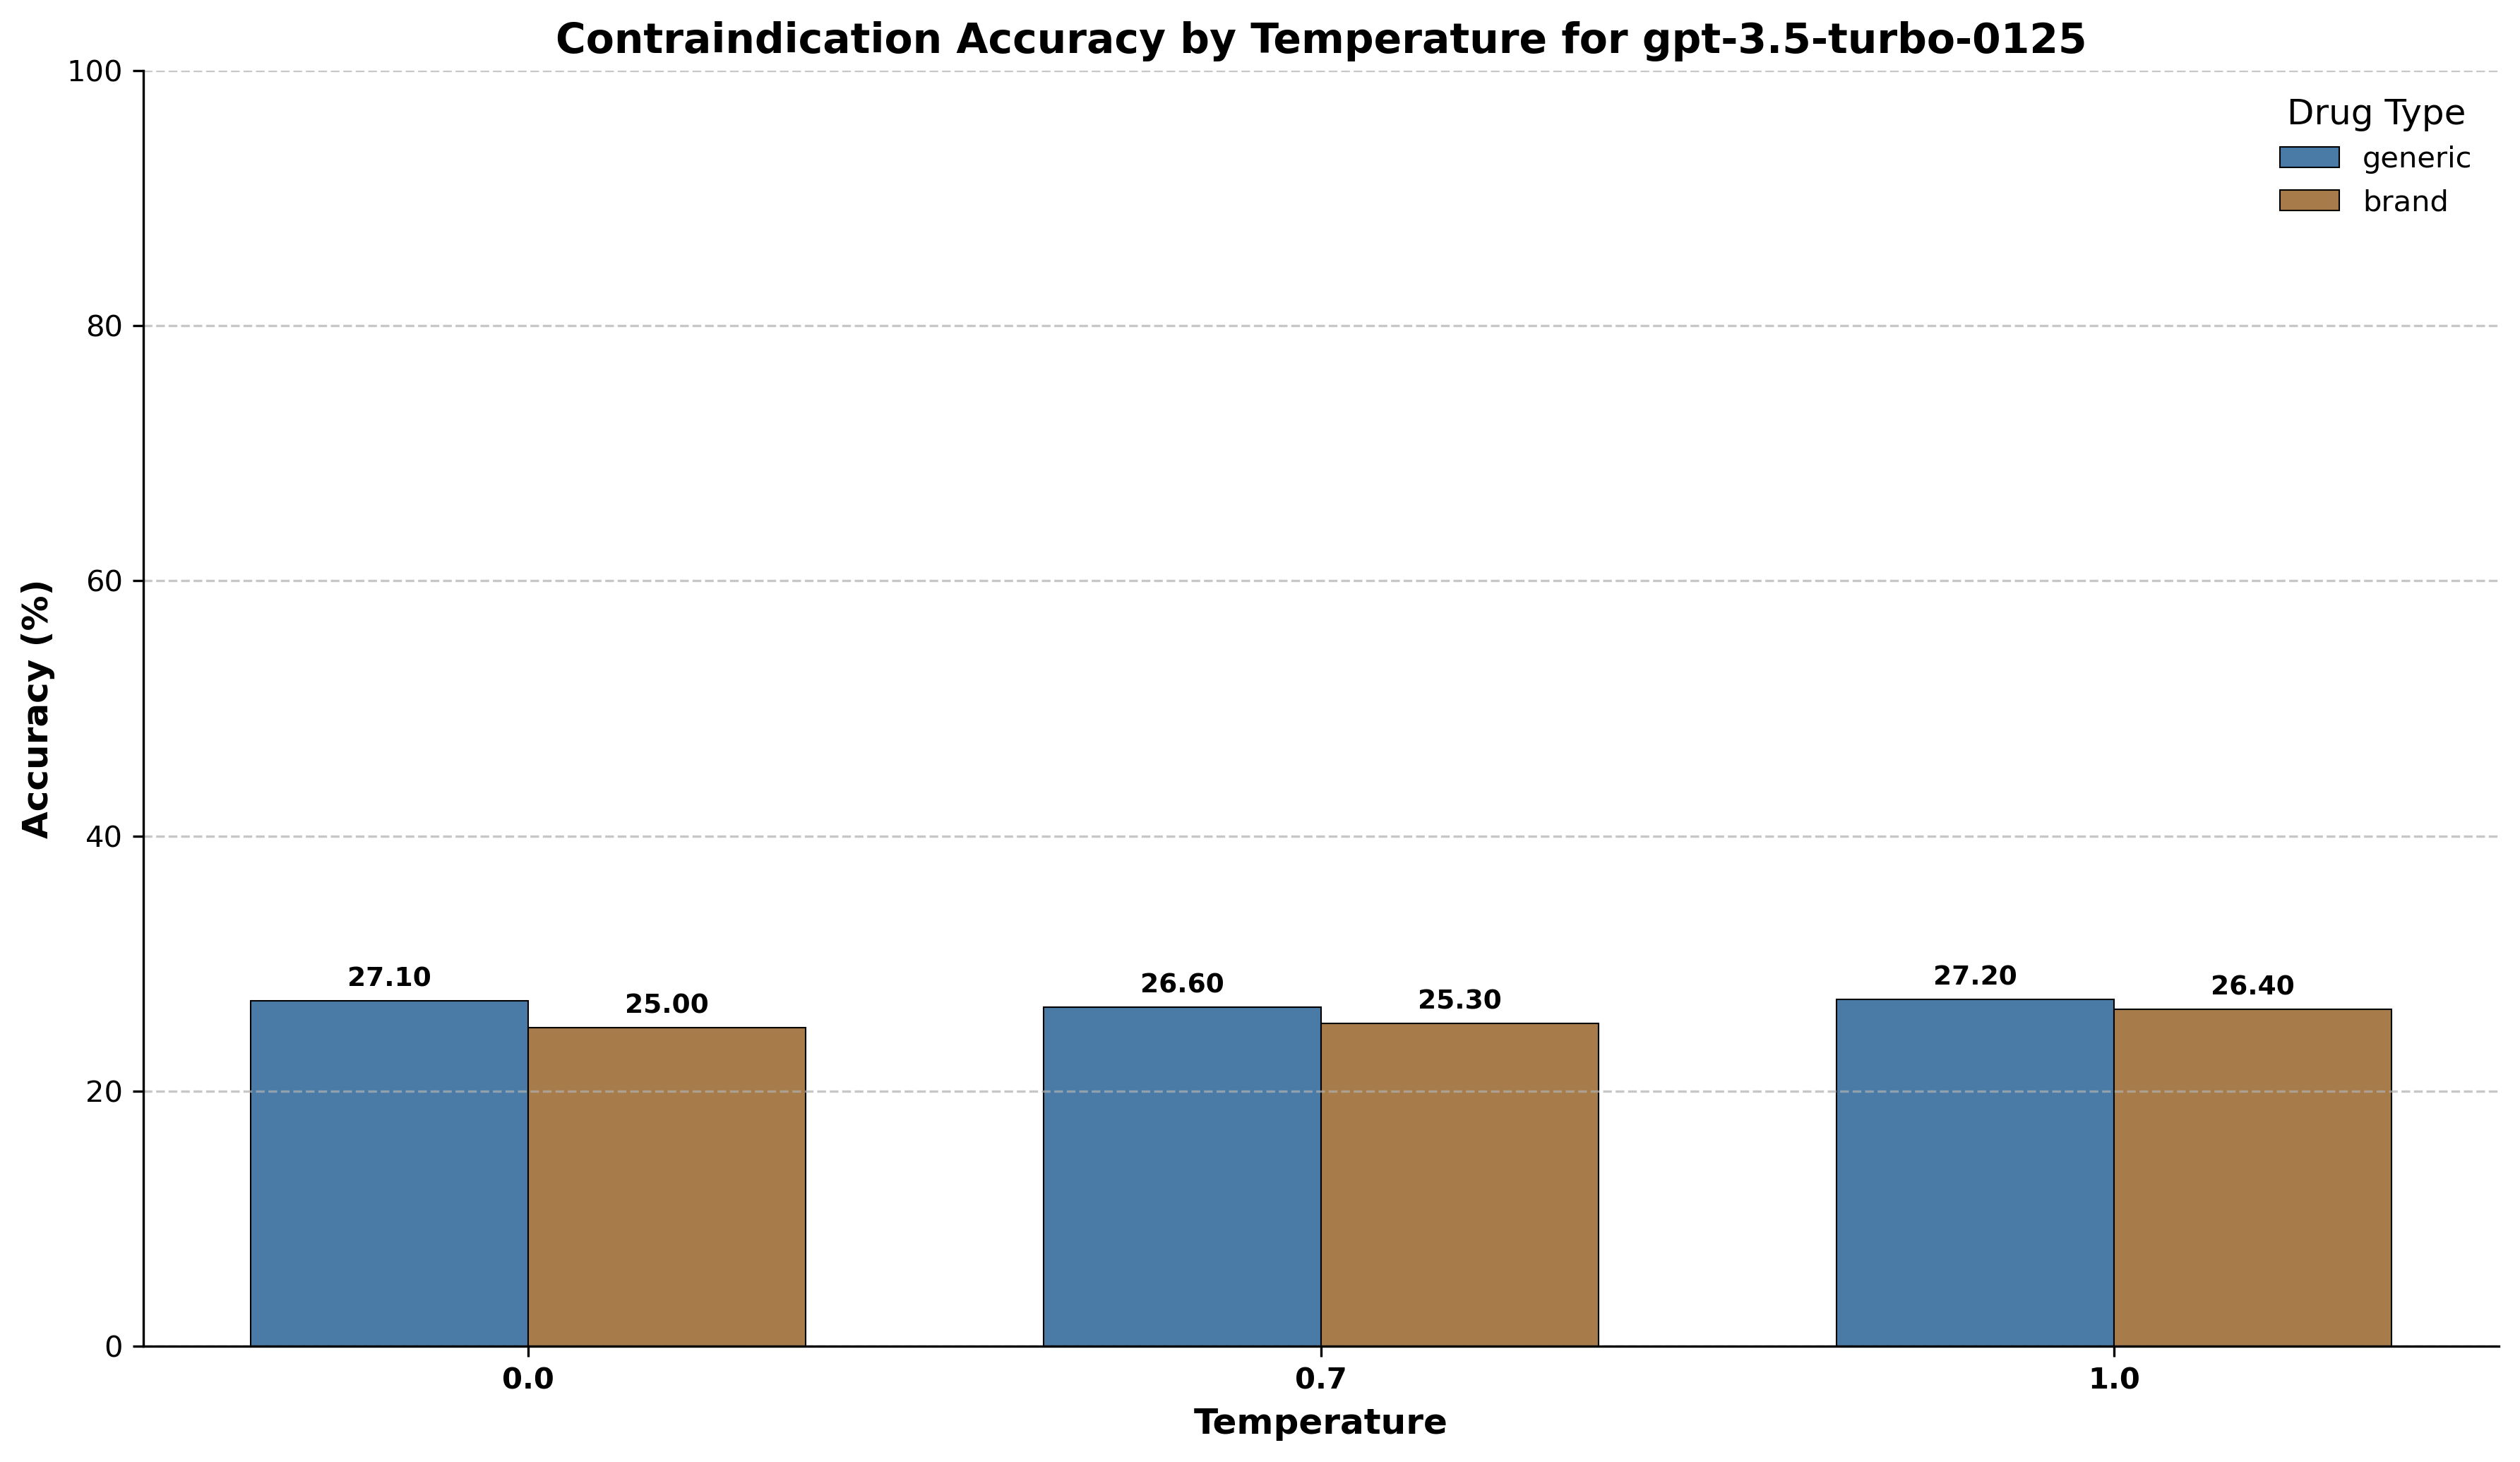 Contraindication Accuracy by Temperature for gpt-3.5-turbo-0125
Drug Type
generic
brand
Accuracy (%)
100
80
60
40
20
0
27.10
25.00
26.60
25.30
27.20
26.40
0.0
0.7
1.0
Temperature